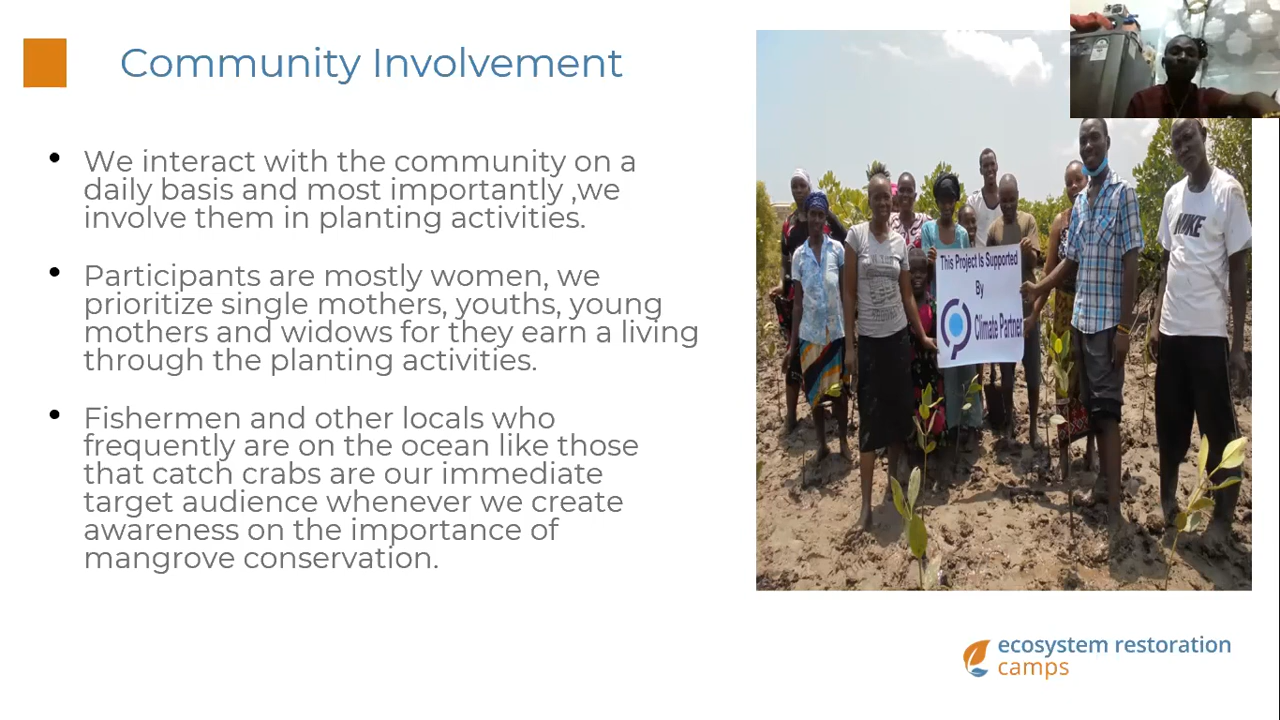 Community Involvement
We interact with the community on a
daily basis and most importantly ,we
involve them in planting activities.
Participants are mostly women, we
prioritize single mothers, youths, young
mothers and widows for they earn a living
through the planting activities.
Fishermen and other locals who
frequently are on the ocean like those
that catch crabs are our immediate
target audience whenever we create
awareness on the importance of
mangrove conservation.
This Project Is Supported
By
Climate Partner
NIKE
ecosystem restoration
camps